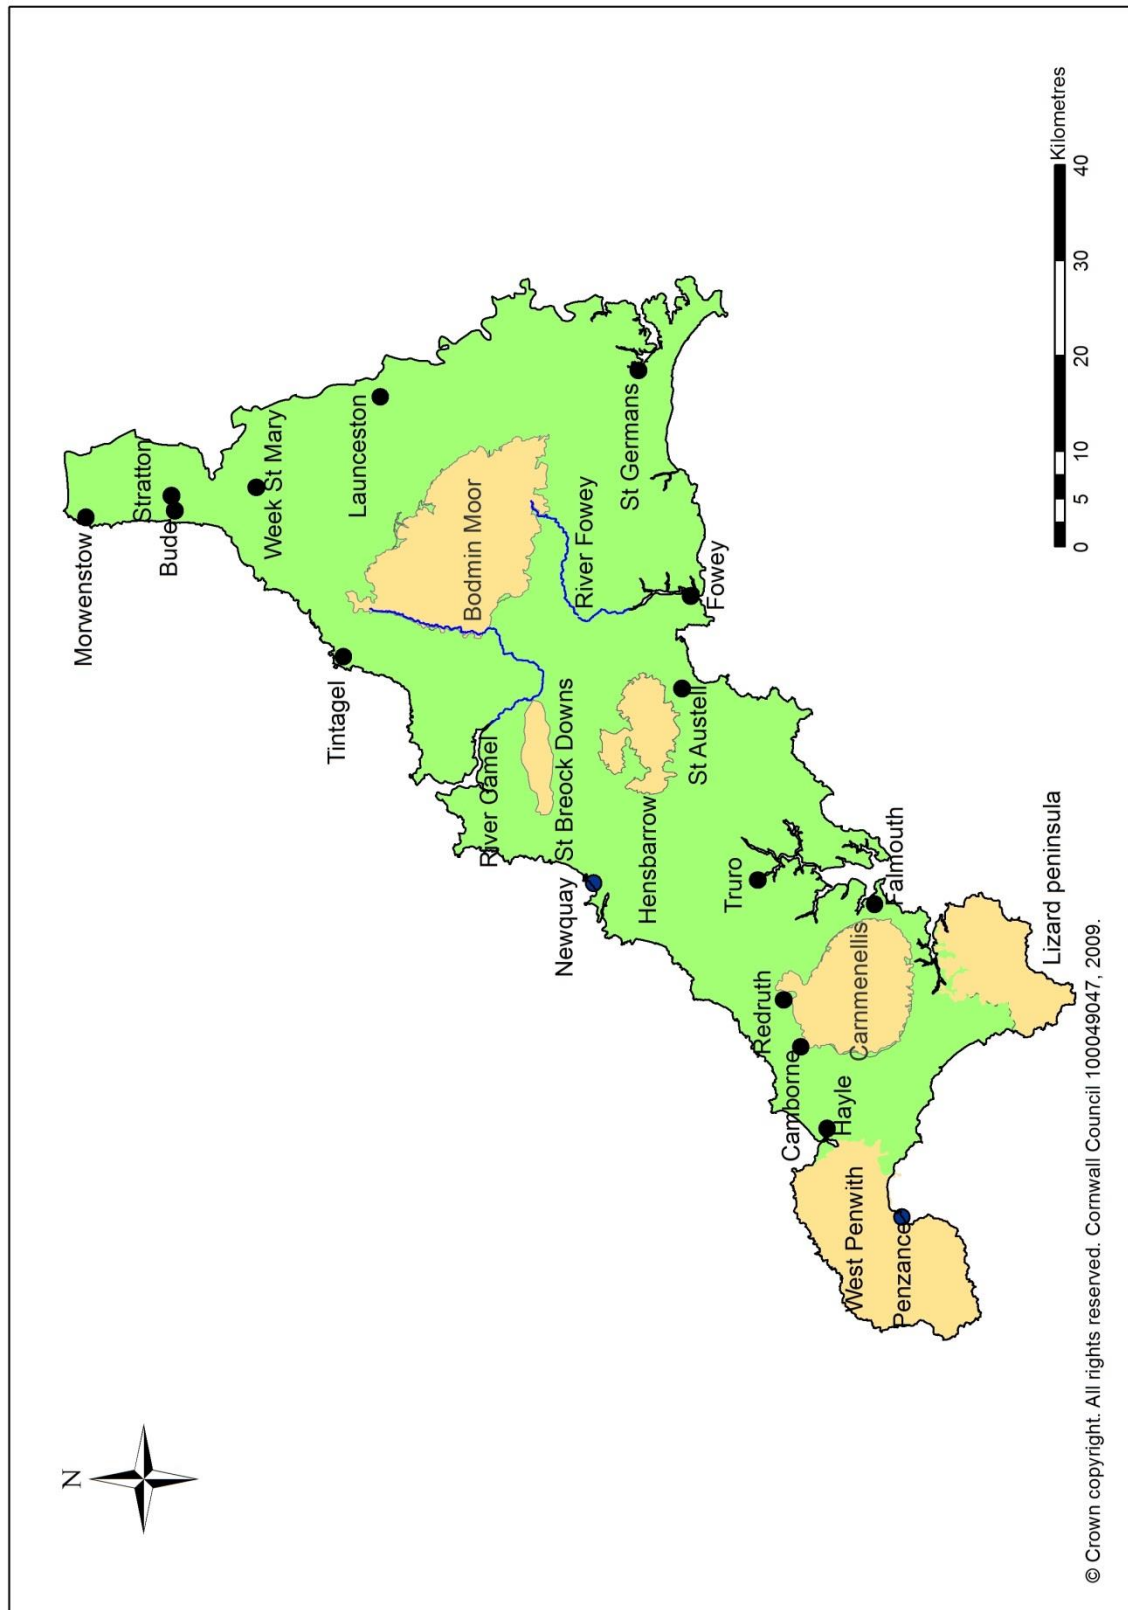 N
Morwenstow
Stratton
Bude
Week St Mary
Launceston
Tintagel
Bodmin Moor
River Camel
River Fowey
St Breock Downs
St Germans
Newquay
Hensbarrow
St Austell
Fowey
Truro
Redruth
Camborne
Carnmenellis
Falmouth
Hayle
West Penwith
Penzance
Lizard peninsula
0 5 10 20 30 40
Kilometres
© Crown copyright. All rights reserved. Cornwall Council 100049047, 2009.